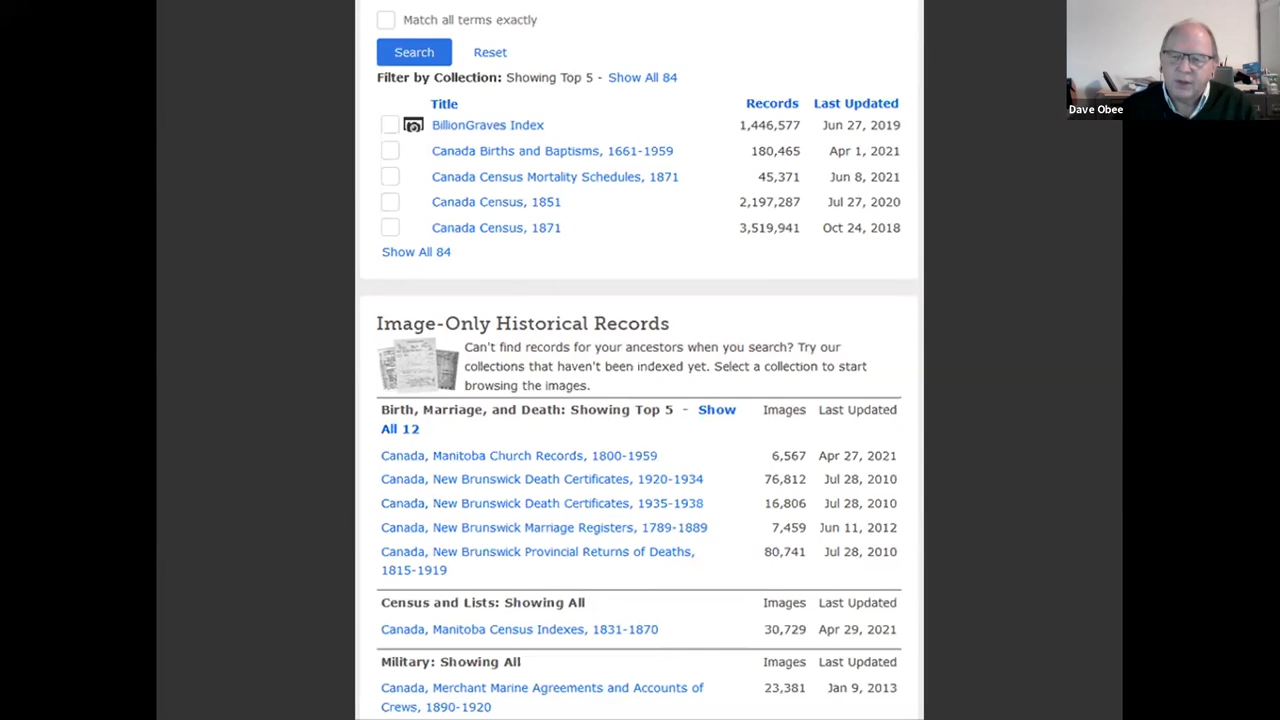 Match all terms exactly
Search Reset
Filter by Collection: Showing Top 5 - Show All 84
Title Records Last Updated
BillionGraves Index 1,446,577 Jun 27, 2019
Canada Births and Baptisms, 1661-1959 180,465 Apr 1, 2021
Canada Census Mortality Schedules, 1871 45,371 Jun 8, 2021
Canada Census, 1851 2,197,287 Jul 27, 2020
Canada Census, 1871 3,519,941 Oct 24, 2018
Show All 84
Dave Obee
Image-Only Historical Records
Can't find records for your ancestors when you search? Try our
collections that haven't been indexed yet. Select a collection to start
browsing the images.
Birth, Marriage, and Death: Showing Top 5 - Show Images Last Updated
All 12
Canada, Manitoba Church Records, 1800-1959 6,567 Apr 27, 2021
Canada, New Brunswick Death Certificates, 1920-1934 76,812 Jul 28, 2010
Canada, New Brunswick Death Certificates, 1935-1938 16,806 Jul 28, 2010
Canada, New Brunswick Marriage Registers, 1789-1889 7,459 Jun 11, 2012
Canada, New Brunswick Provincial Returns of Deaths, 80,741 Jul 28, 2010
1815-1919
Census and Lists: Showing All Images Last Updated
Canada, Manitoba Census Indexes, 1831-1870 30,729 Apr 29, 2021
Military: Showing All Images Last Updated
Canada, Merchant Marine Agreements and Accounts of 23,381 Jan 9, 2013
Crews, 1890-1920